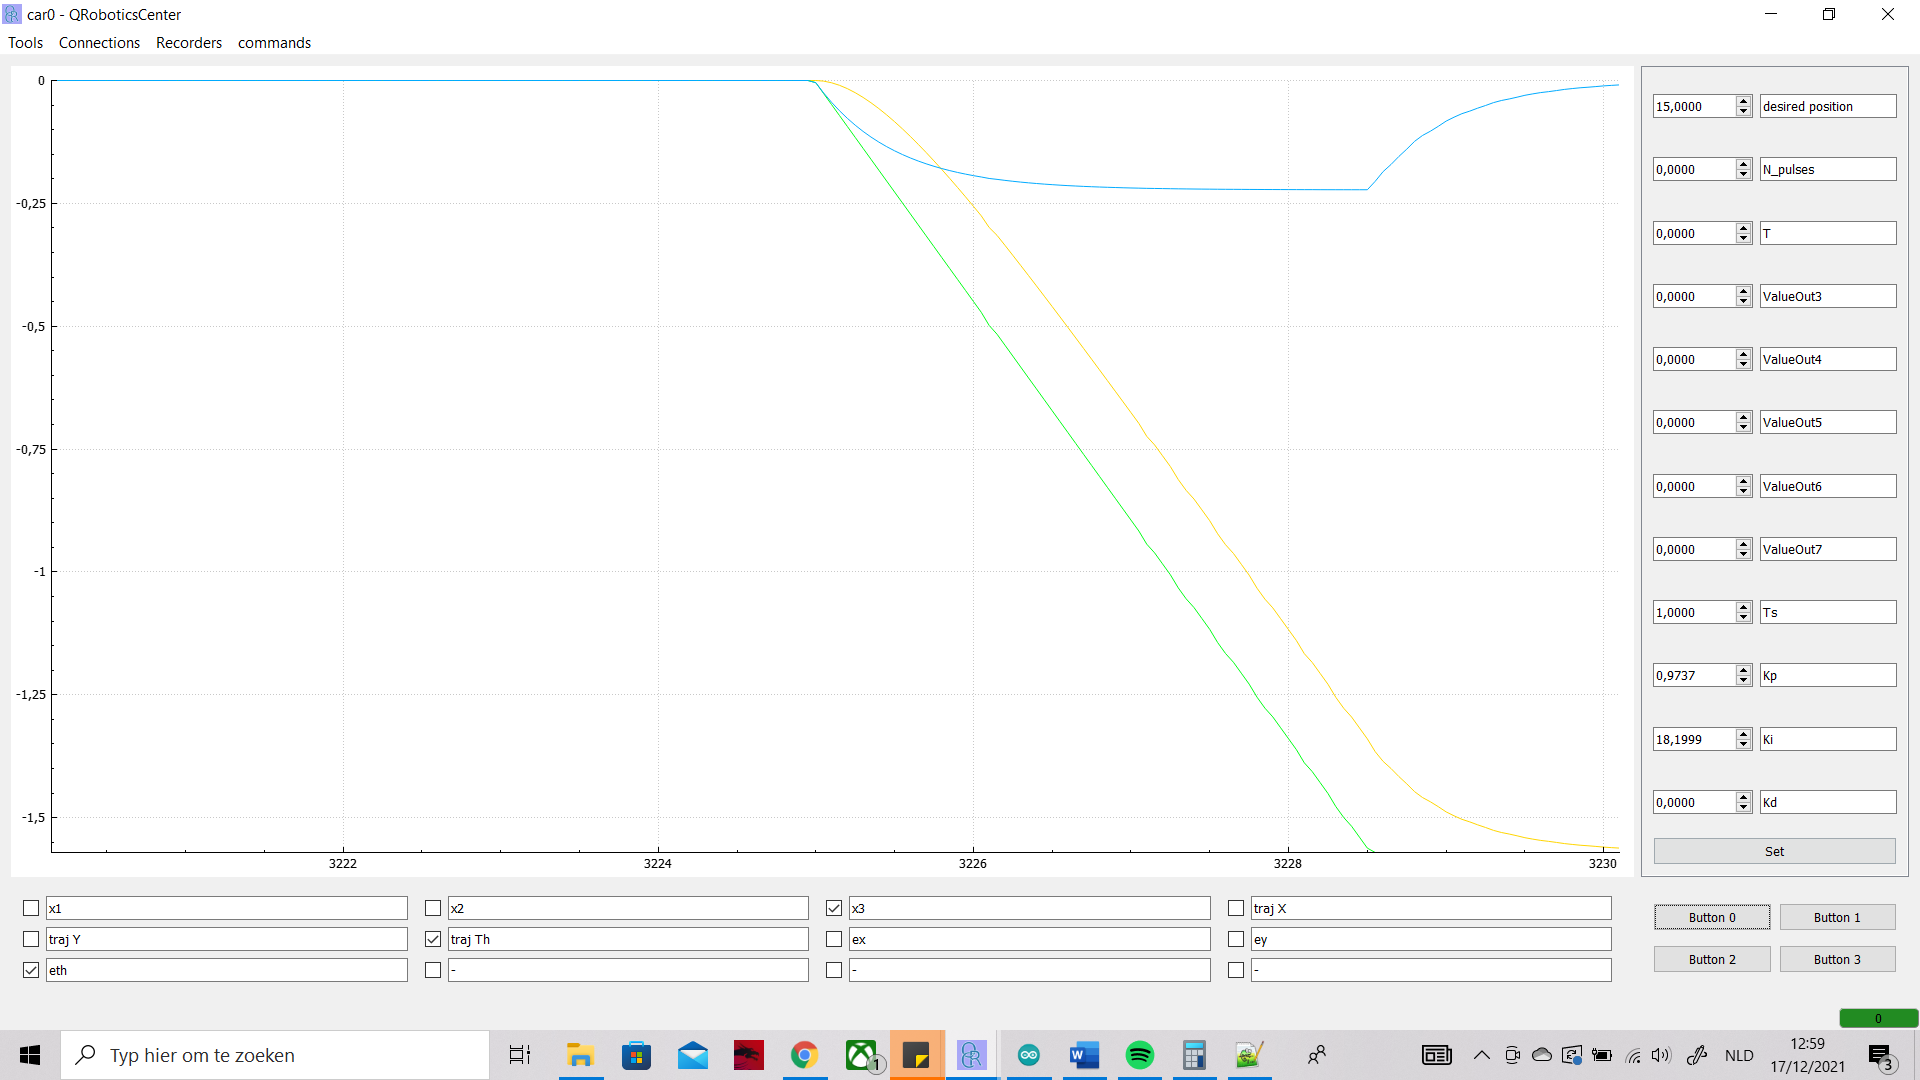 car0 - QRoboticsCenter
Tools Connections Recorders commands
0
-0,25
-0,5
-0,75
-1
-1,25
-1,5
3222 3224 3226 3228 3230
15,0000 desired position
0,0000 N_pulses
0,0000 T
0,0000 ValueOut3
0,0000 ValueOut4
0,0000 ValueOut5
0,0000 ValueOut6
0,0000 ValueOut7
1,0000 Ts
0,9737 Kp
18,1999 Ki
0,0000 Kd
Set
x1 x2 x3 traj X
traj Y traj Th ex ey
eth - - -
Button 0 Button 1
Button 2 Button 3
0
Typ hier om te zoeken
1
NLD
12:59
17/12/2021
3